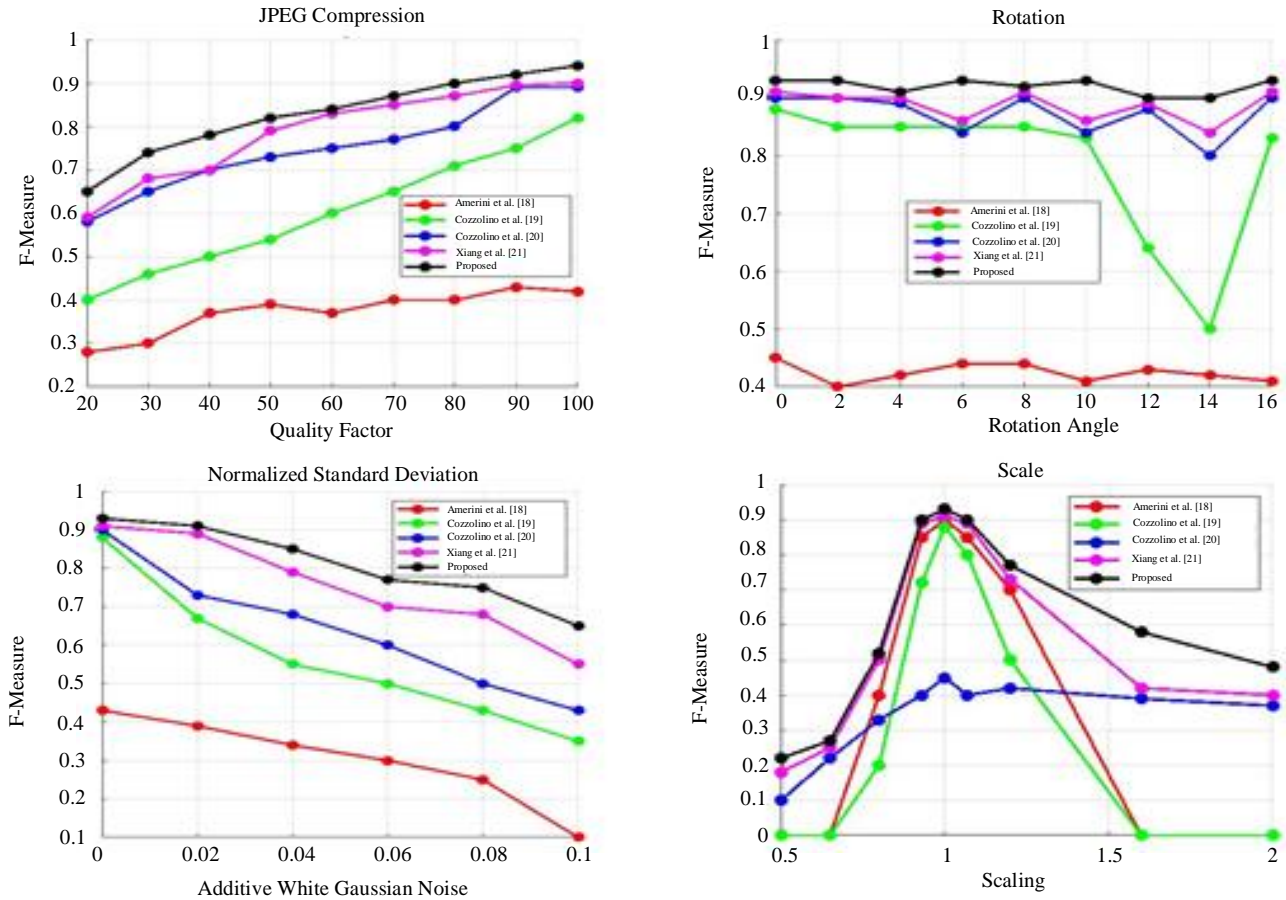 JPEG Compression
1
0.9
0.8
0.7
0.6
0.5
0.4
0.3
0.2
F-Measure
Amerini et al. [18]
Cozzolino et al. [19]
Cozzolino et al. [20]
Xiang et al. [21]
Proposed
20 30 40 50 60 70 80 90 100
Quality Factor
Rotation
1
0.9
0.8
0.7
0.6
0.5
0.4
F-Measure
Amerini et al. [18]
Cozzolino et al. [19]
Cozzolino et al. [20]
Xiang et al. [21]
Proposed
0 2 4 6 8 10 12 14 16
Rotation Angle
Normalized Standard Deviation
1
0.9
0.8
0.7
0.6
0.5
0.4
0.3
0.2
0.1
F-Measure
Amerini et al. [18]
Cozzolino et al. [19]
Cozzolino et al. [20]
Xiang et al. [21]
Proposed
0 0.02 0.04 0.06 0.08 0.1
Additive White Gaussian Noise
Scale
1
0.9
0.8
0.7
0.6
0.5
0.4
0.3
0.2
0.1
0
F-Measure
Amerini et al. [18]
Cozzolino et al. [19]
Cozzolino et al. [20]
Xiang et al. [21]
Proposed
0.5 1 1.5 2
Scaling